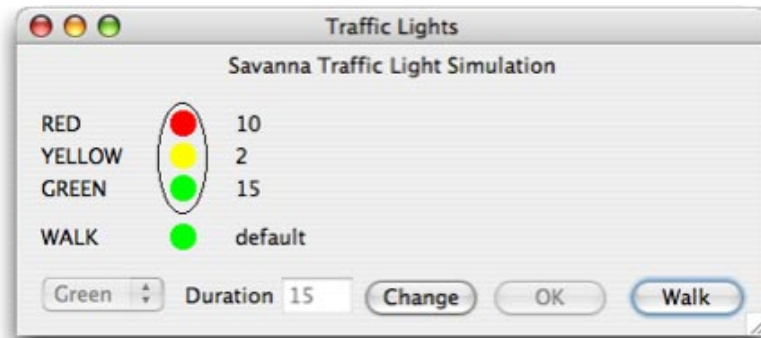 Traffic Lights
Savanna Traffic Light Simulation
RED 10
YELLOW 2
GREEN 15
WALK default
Green Duration 15 Change OK Walk